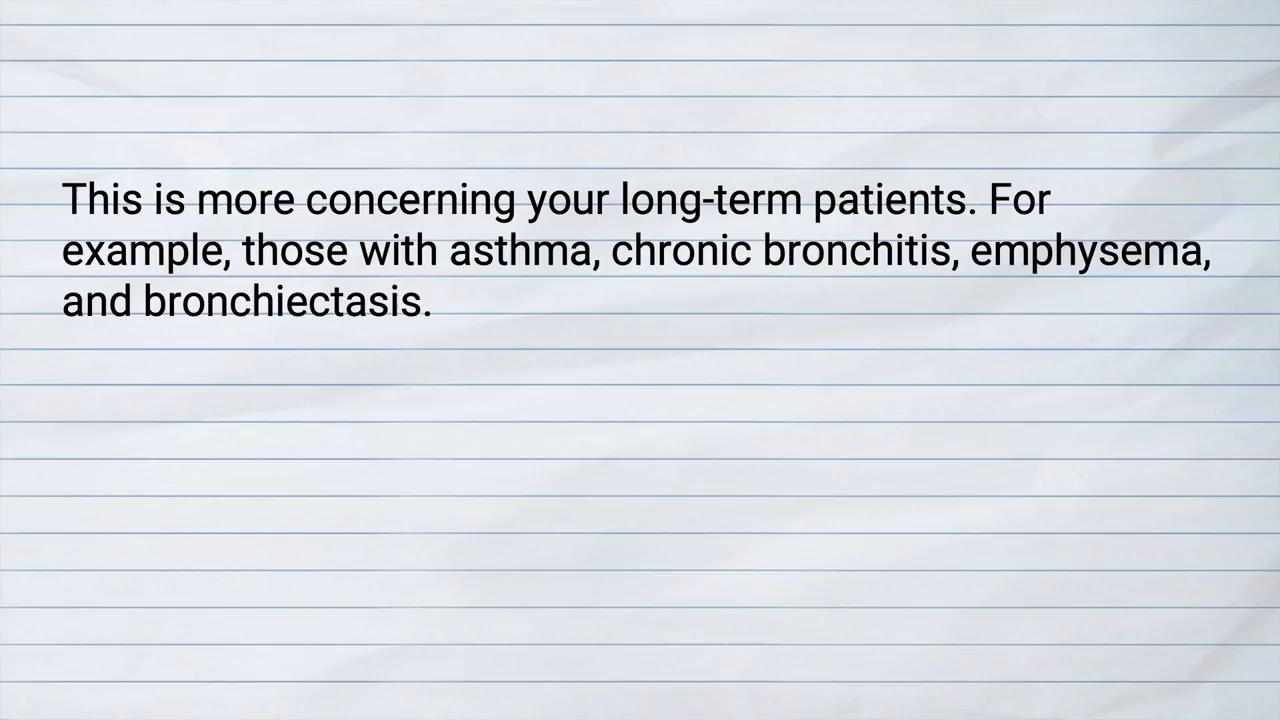 This is more concerning your long-term patients. For
example, those with asthma, chronic bronchitis, emphysema,
and bronchiectasis.